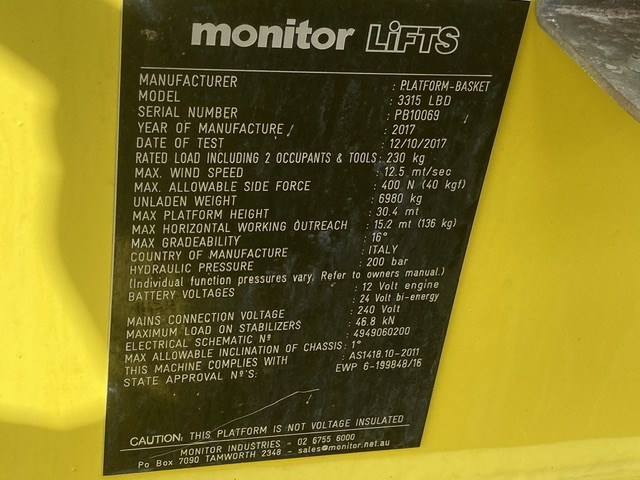 monitor LiFTS
MANUFACTURER : PLATFORM-BASKET
MODEL : 3315 LBD
SERIAL NUMBER : PB10069
YEAR OF MANUFACTURE : 2017
DATE OF TEST : 12/10/2017
RATED LOAD INCLUDING 2 OCCUPANTS & TOOLS : 230 kg
MAX. WIND SPEED : 12.5 mt/sec
MAX. ALLOWABLE SIDE FORCE : 400 N (40 kgf)
UNLADEN WEIGHT : 6980 kg
MAX PLATFORM HEIGHT : 30.4 mt
MAX HORIZONTAL WORKING OUTREACH : 15.2 mt (136 kg)
MAX GRADEABILITY : 16°
COUNTRY OF MANUFACTURE : ITALY
HYDRAULIC PRESSURE : 200 bar
(Individual function pressures vary. Refer to owners manual.)
BATTERY VOLTAGES : 12 Volt engine
: 24 Volt bi-energy
MAINS CONNECTION VOLTAGE : 240 Volt
MAXIMUM LOAD ON STABILIZERS : 46.8 kN
ELECTRICAL SCHEMATIC Nº : 4949060200
MAX ALLOWABLE INCLINATION OF CHASSIS : 1°
THIS MACHINE COMPLIES WITH : AS1418.10-2011
STATE APPROVAL Nº'S: EWP 6-199848/16
CAUTION: THIS PLATFORM IS NOT VOLTAGE INSULATED
MONITOR INDUSTRIES - 02 6755 6000
Po Box 7090 TAMWORTH 2348 - sales@monitor.net.au